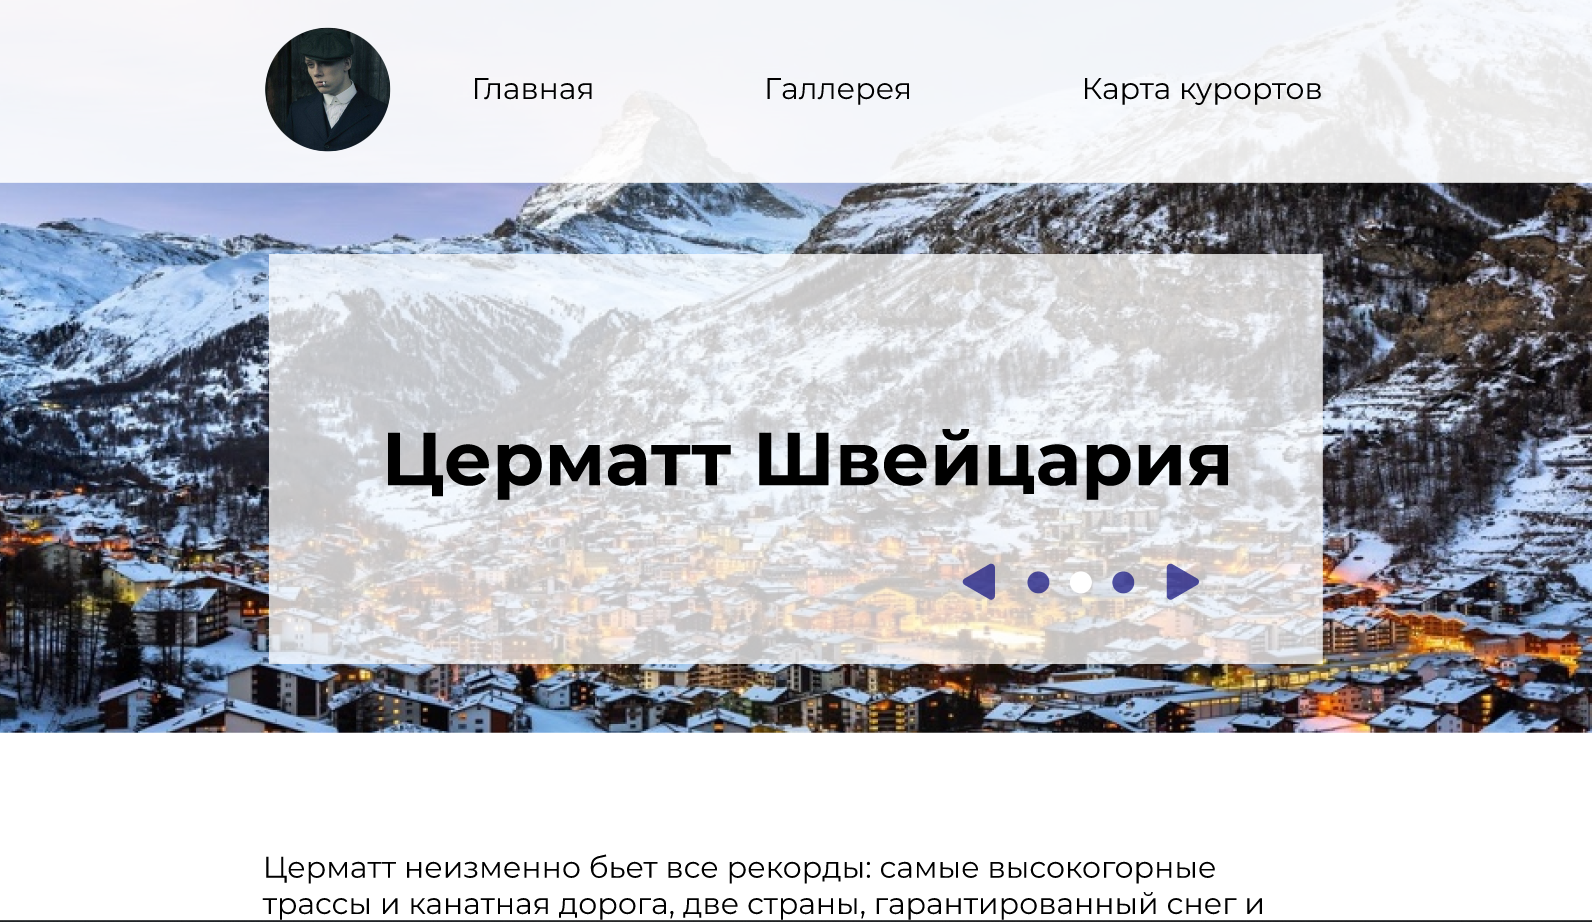 Главная
Галлерея
Карта курортов
Церматт Швейцария
Церматт неизменно бьет все рекорды: самые высокогорные
трассы и канатная дорога, две страны, гарантированный снег и